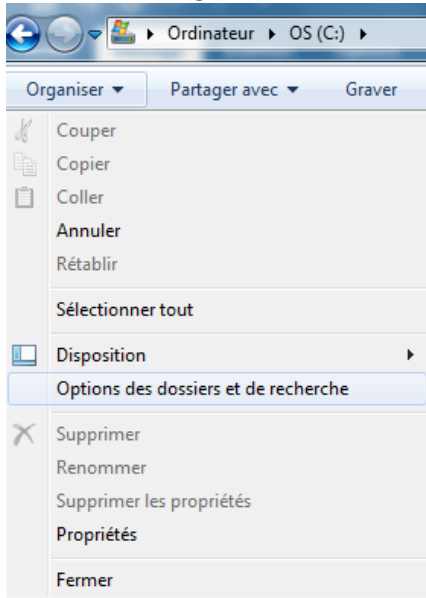 Ordinateur OS (C:)
Organiser Partager avec Graver
Couper
Copier
Coller
Annuler
Rétablir
Sélectionner tout
Disposition
Options des dossiers et de recherche
Supprimer
Renommer
Supprimer les propriétés
Propriétés
Fermer